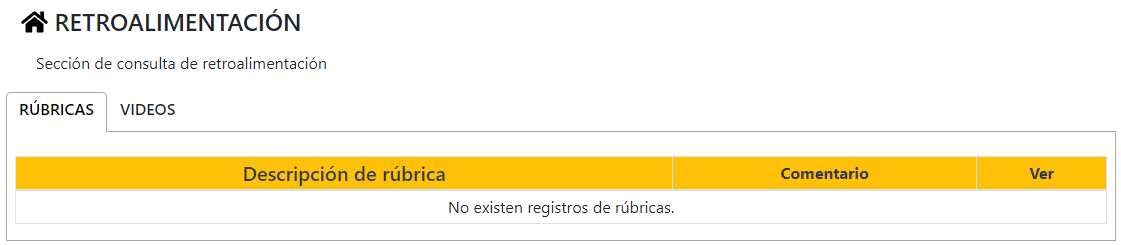 RETROALIMENTACIÓN
Sección de consulta de retroalimentación
RÚBRICAS VIDEOS
Descripción de rúbrica Comentario Ver
No existen registros de rúbricas.